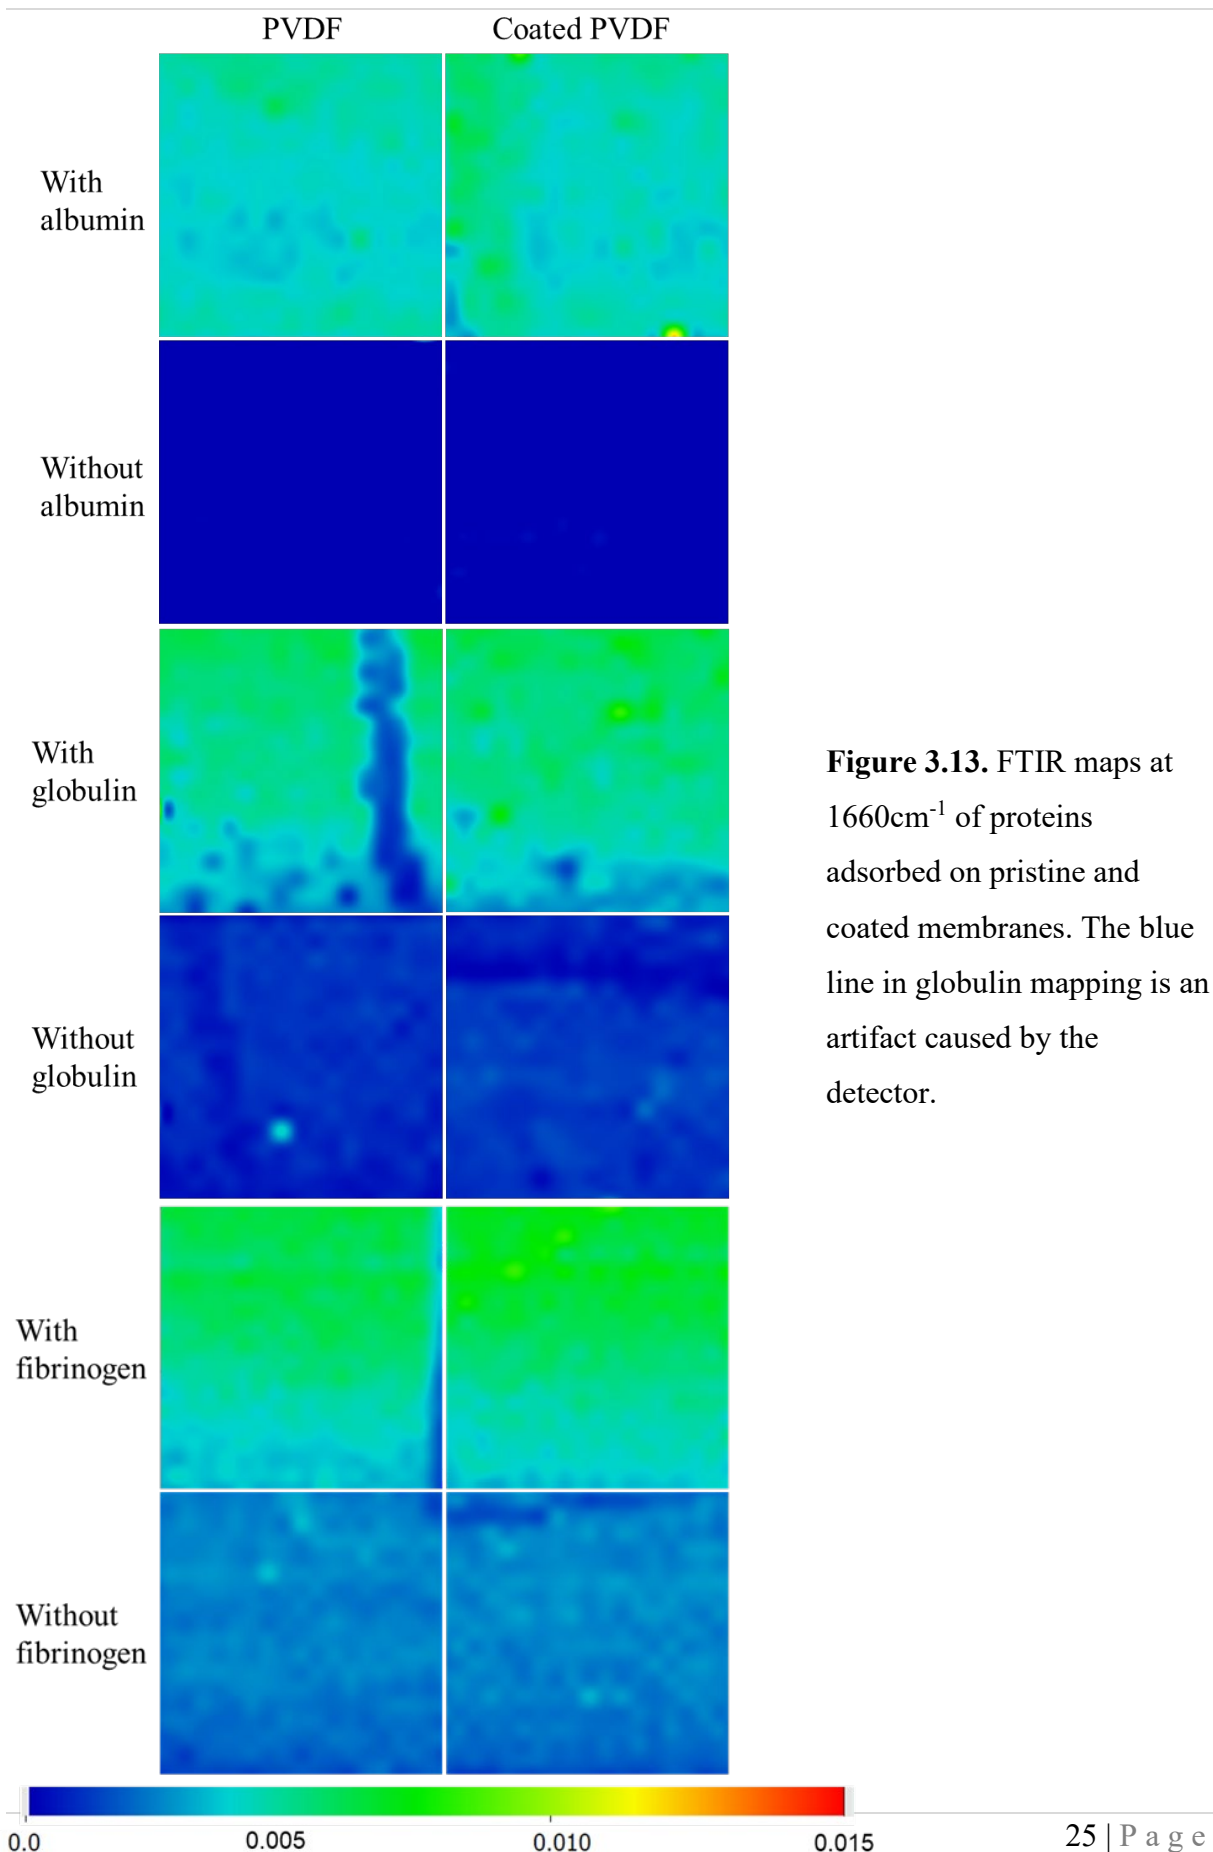 PVDF
Coated PVDF
With
albumin
Without
albumin
With
globulin
Without
globulin
With
fibrinogen
Without
fibrinogen
Figure 3.13. FTIR maps at
1660cm⁻¹ of proteins
adsorbed on pristine and
coated membranes. The blue
line in globulin mapping is an
artifact caused by the
detector.
0.0
0.005
0.010
0.015
25 | P a g e